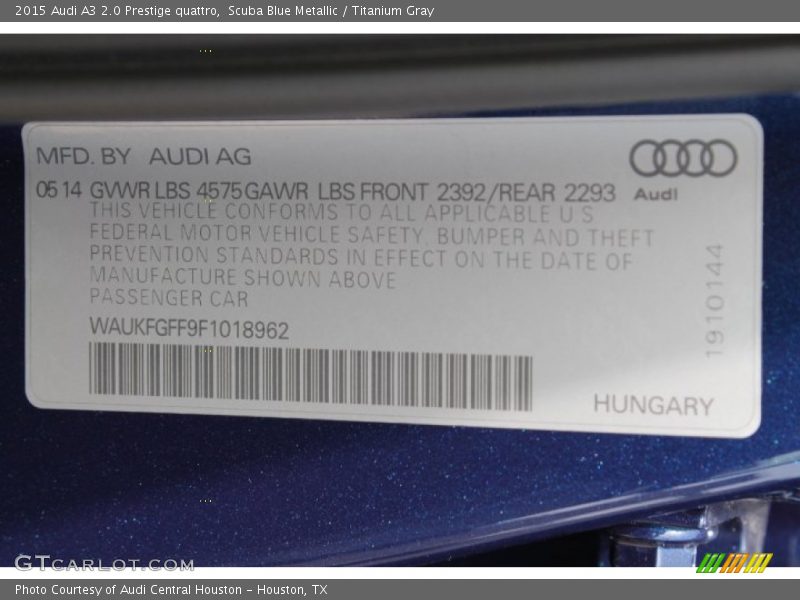 2015 Audi A3 2.0 Prestige quattro,  Scuba Blue Metallic / Titanium Gray
MFD. BY AUDI AG
05 14 GVWR LBS 4575 GAWR LBS FRONT 2392/REAR 2293
Audi
THIS VEHICLE CONFORMS TO ALL APPLICABLE U S
FEDERAL MOTOR VEHICLE SAFETY, BUMPER AND THEFT
PREVENTION STANDARDS IN EFFECT ON THE DATE OF
MANUFACTURE SHOWN ABOVE
PASSENGER CAR
WAUKFGFF9F1018962
1910144
HUNGARY
GTCARLOT.COM
Photo Courtesy of Audi Central Houston - Houston, TX